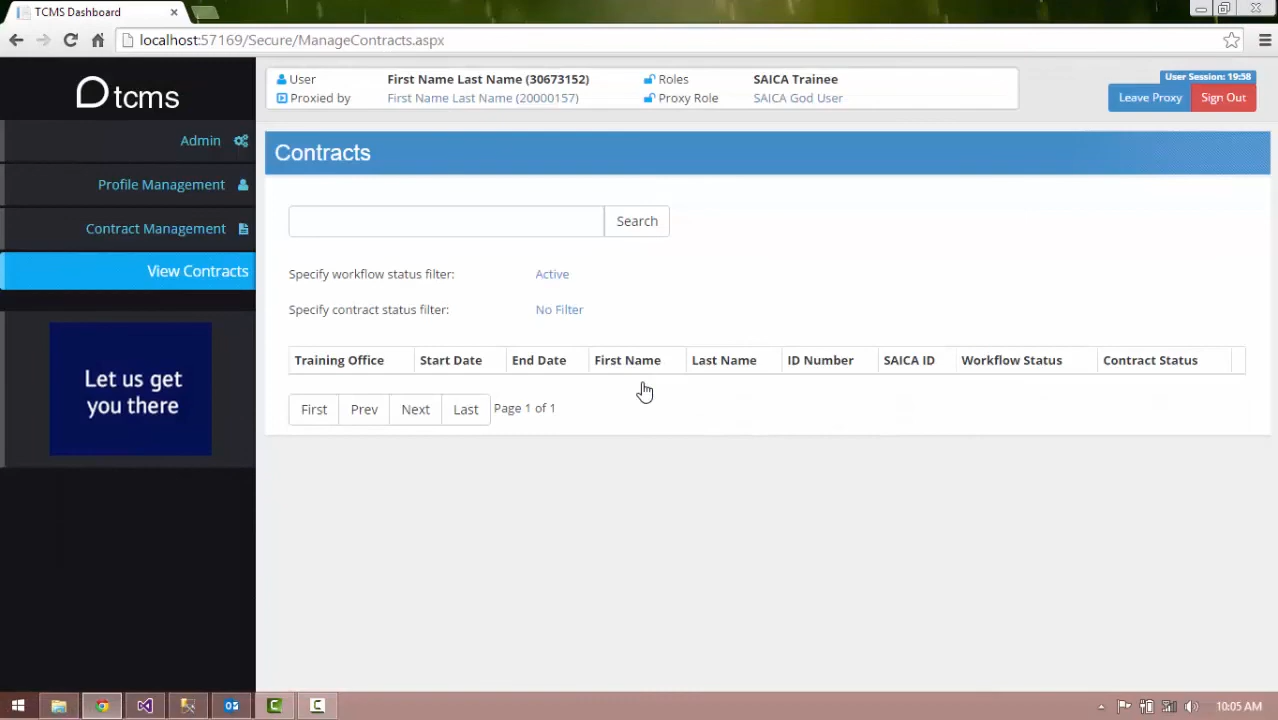 TCMS Dashboard
localhost:57169/Secure/ManageContracts.aspx
tcms
User First Name Last Name (30673152) Roles SAICA Trainee
Proxied by First Name Last Name (20000157) Proxy Role SAICA God User
User Session: 19:58
Leave Proxy Sign Out
Admin
Profile Management
Contract Management
View Contracts
Let us get
you there
Contracts
Search
Specify workflow status filter: Active
Specify contract status filter: No Filter
Training Office Start Date End Date First Name Last Name ID Number SAICA ID Workflow Status Contract Status
First Prev Next Last Page 1 of 1
10:05 AM